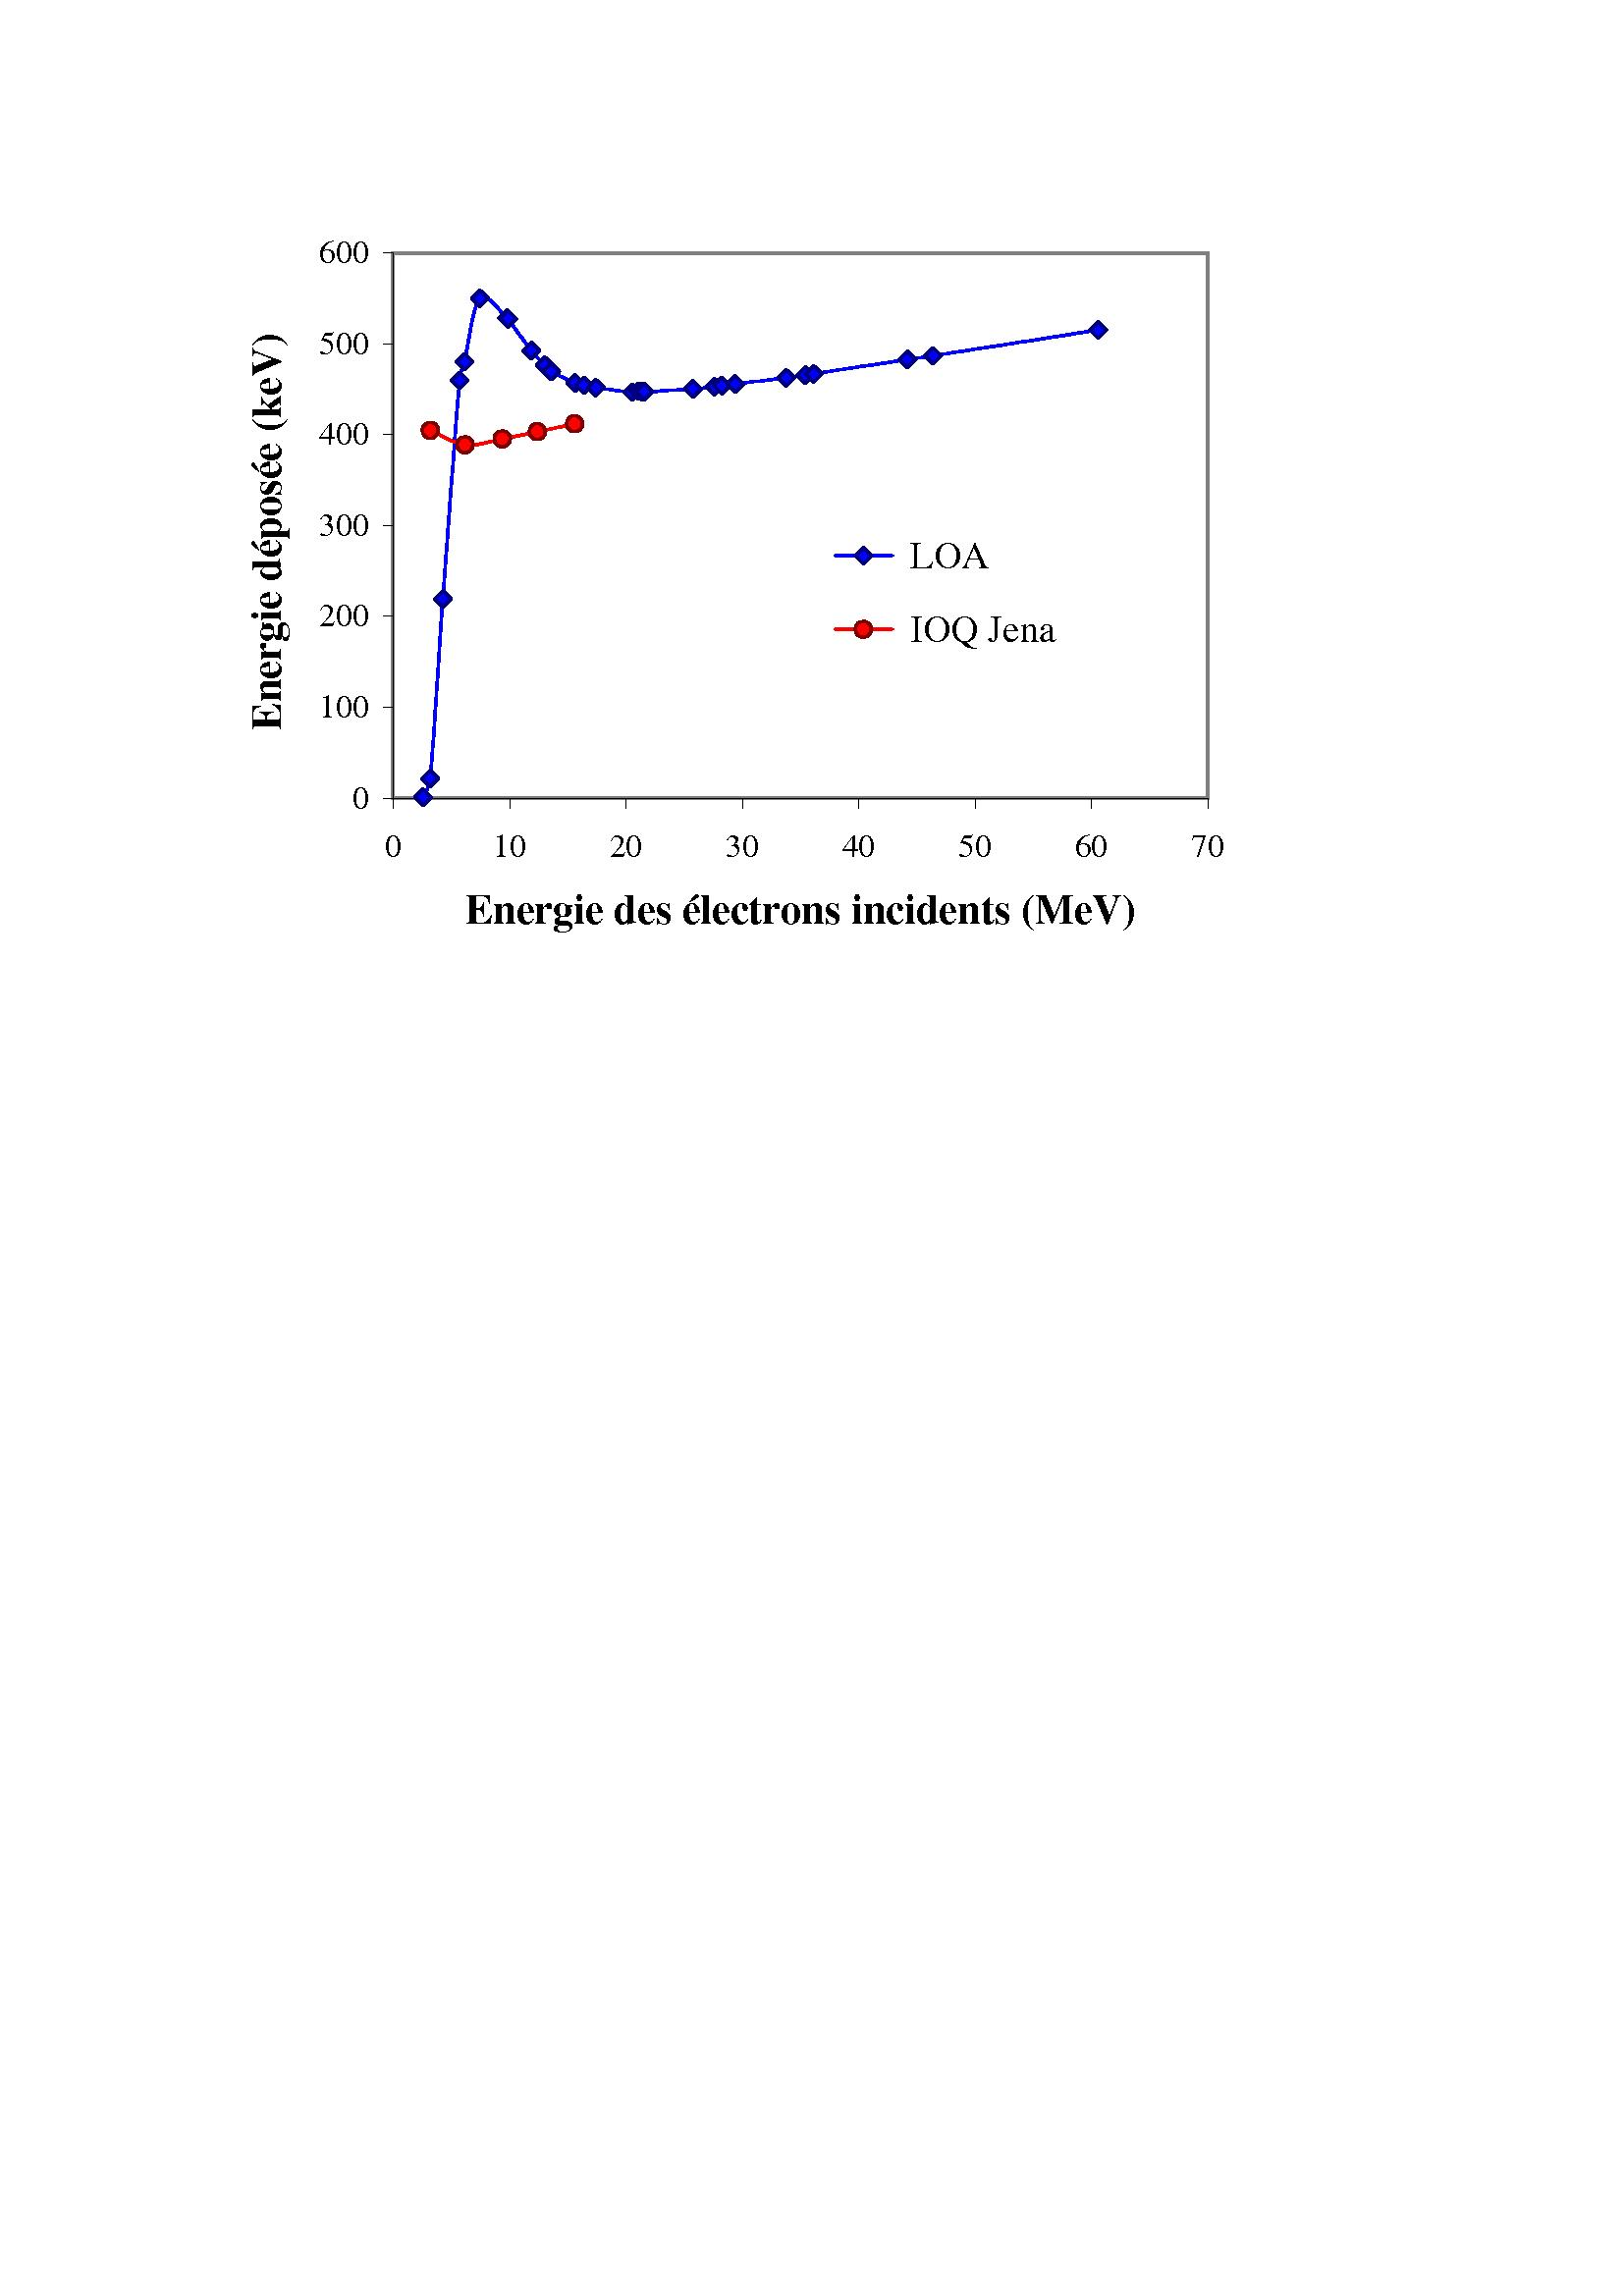 600
500
400
300
200
100
0
Energie déposée (keV)
LOA
IOQ Jena
0 10 20 30 40 50 60 70
Energie des électrons incidents (MeV)